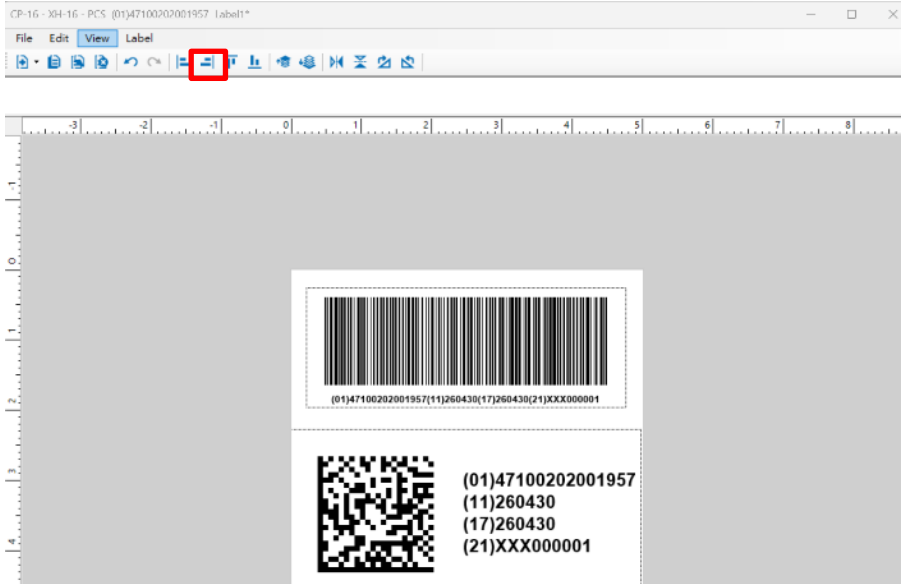 CP-16 - XH-16 - PCS (01)47100202001957 Label1*
File Edit View Label
-3 -2 -1 0 1 2 3 4 5 6 7 8
-1
0
1
2
3
4
(01)47100202001957(11)260430(17)260430(21)XXX000001
(01)47100202001957
(11)260430
(17)260430
(21)XXX000001